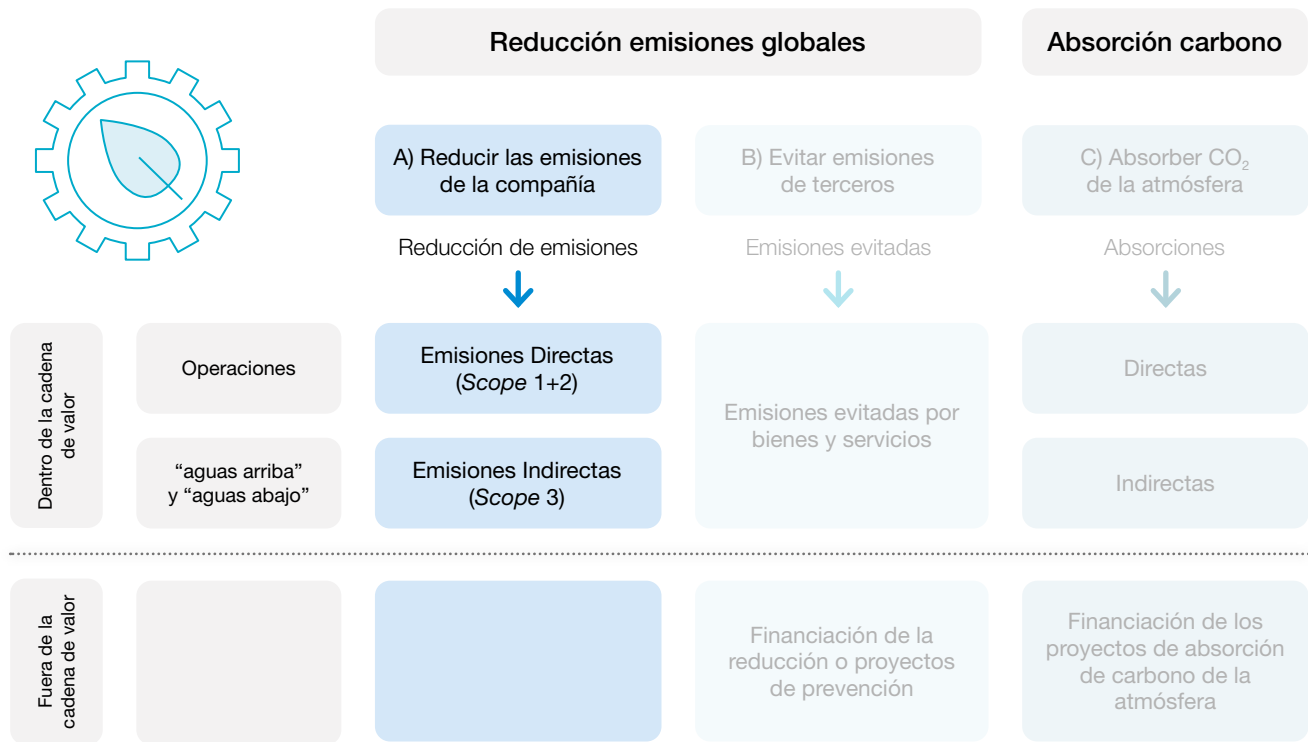 Reducción emisiones globales
Absorción carbono
A) Reducir las emisiones
de la compañía
B) Evitar emisiones
de terceros
C) Absorber CO₂
de la atmósfera
Reducción de emisiones
Emisiones evitadas
Absorciones
Dentro de la cadena
de valor
Operaciones
Emisiones Directas
(Scope 1+2)
Emisiones evitadas por
bienes y servicios
Directas
“aguas arriba”
y “aguas abajo”
Emisiones Indirectas
(Scope 3)
Indirectas
Fuera de la
cadena de valor
Financiación de la
reducción o proyectos
de prevención
Financiación de los
proyectos de absorción
de carbono de la
atmósfera